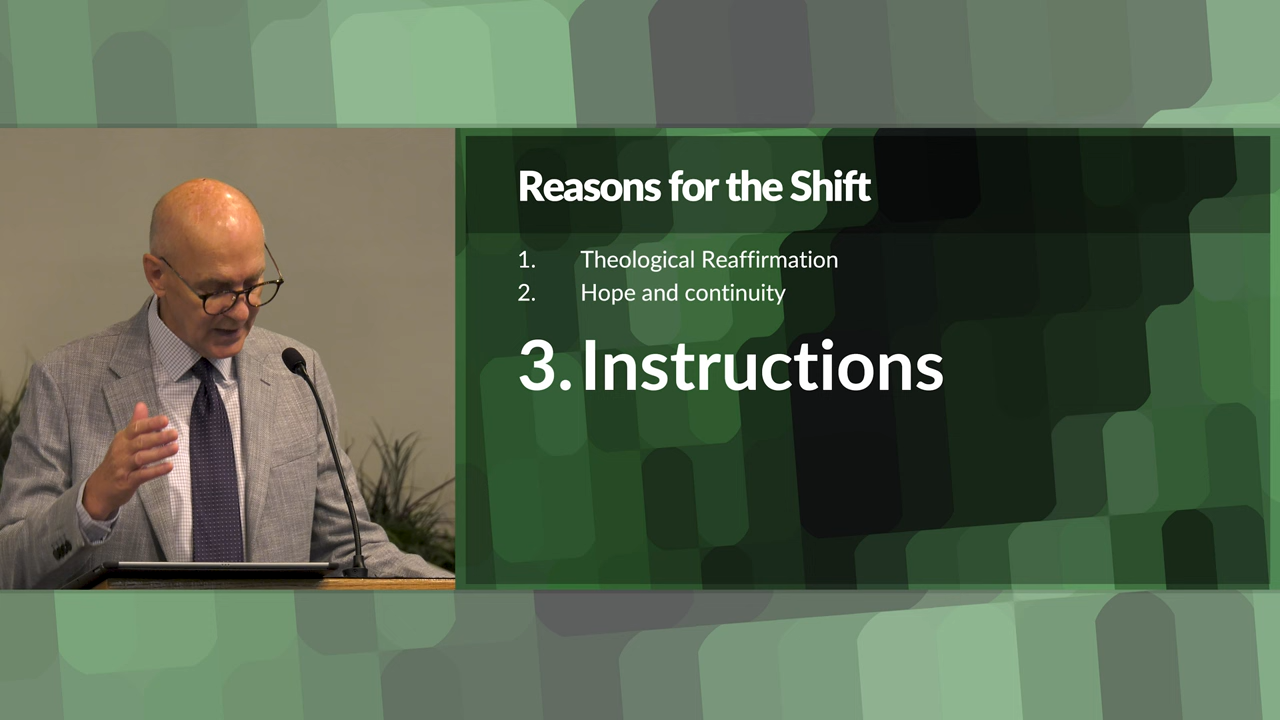 Reasons for the Shift
1. Theological Reaffirmation
2. Hope and continuity
3. Instructions